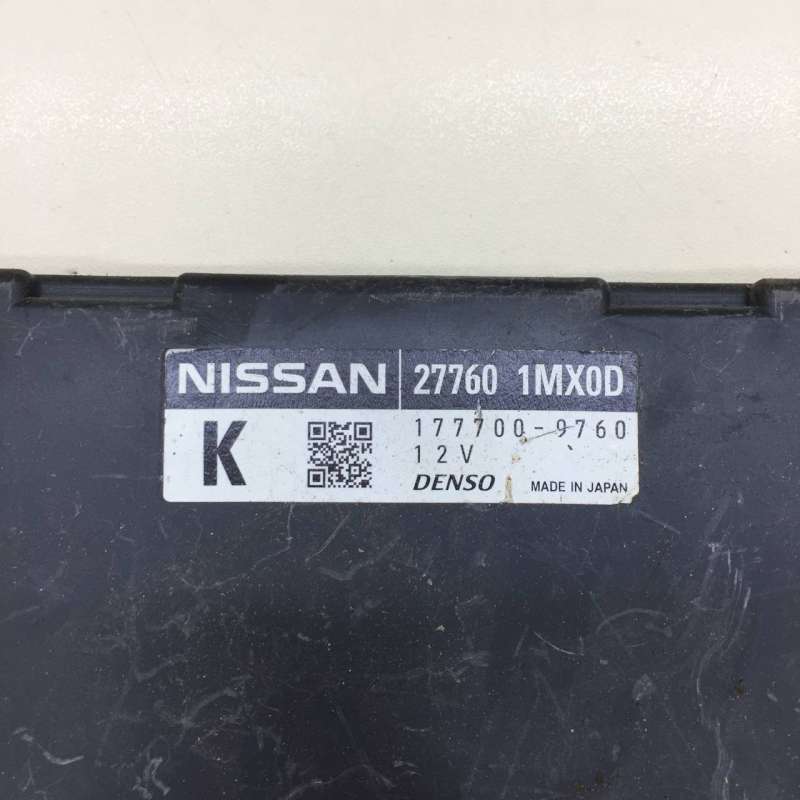 NISSAN 27760 1MX0D
K
177700-9760
12V
DENSO MADE IN JAPAN